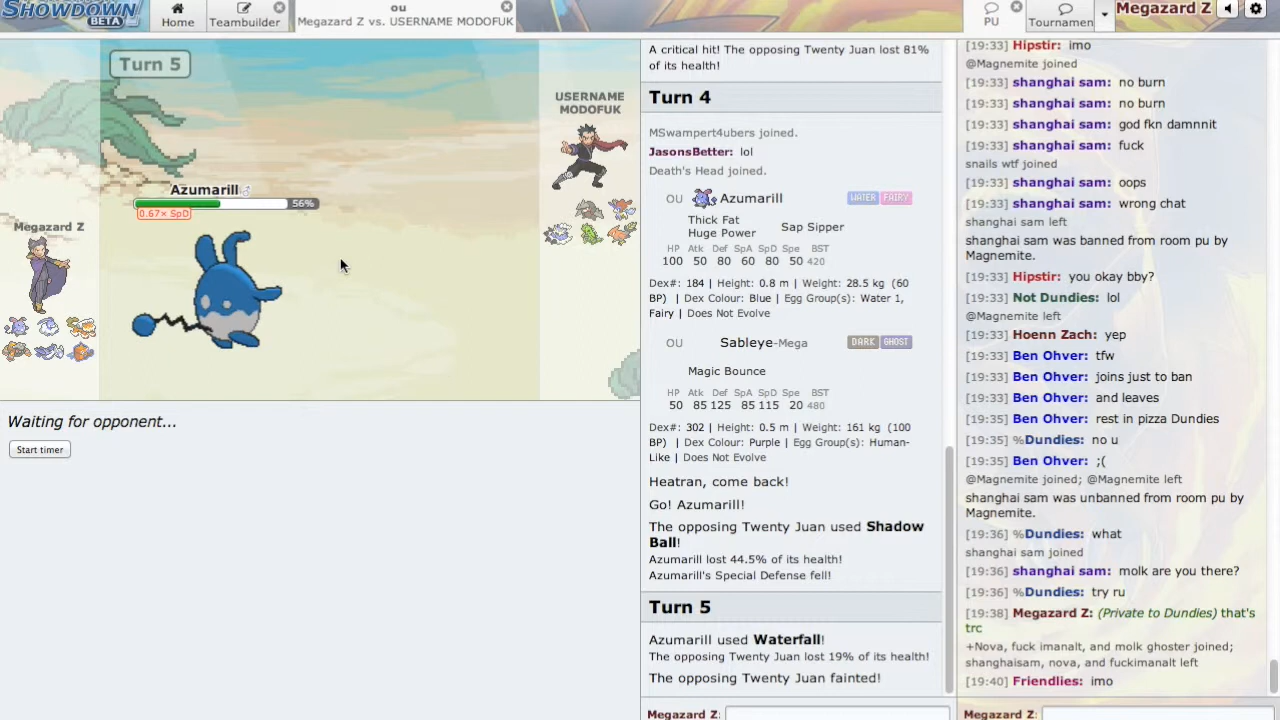 SHOWDOWN
BETA
Home
Teambuilder
ou
Megazard Z vs. USERNAME MODOFUK
PU
Tournamen
Megazard Z
Turn 5
USERNAME
MODOFUK
Azumarill
56%
0.67× SpD
Megazard Z
Waiting for opponent...
Start timer
A critical hit! The opposing Twenty Juan lost 81%
of its health!
Turn 4
MSwampert4ubers joined.
JasonsBetter: lol
Death's Head joined.
OU Azumarill WATER FAIRY
Thick Fat
Huge Power Sap Sipper
HP Atk Def SpA SpD Spe BST
100 50 80 60 80 50 420
Dex#: 184 | Height: 0.8 m | Weight: 28.5 kg (60
BP) | Dex Colour: Blue | Egg Group(s): Water 1,
Fairy | Does Not Evolve
OU Sableye-Mega DARK GHOST
Magic Bounce
HP Atk Def SpA SpD Spe BST
50 85 125 85 115 20 480
Dex#: 302 | Height: 0.5 m | Weight: 161 kg (100
BP) | Dex Colour: Purple | Egg Group(s): Human-
Like | Does Not Evolve
Heatran, come back!
Go! Azumarill!
The opposing Twenty Juan used Shadow
Ball!
Azumarill lost 44.5% of its health!
Azumarill's Special Defense fell!
Turn 5
Azumarill used Waterfall!
The opposing Twenty Juan lost 19% of its health!
The opposing Twenty Juan fainted!
Megazard Z:
[19:33] Hipstir: imo
@Magnemite joined
[19:33] shanghai sam: no burn
[19:33] shanghai sam: no burn
[19:33] shanghai sam: god fkn damnnit
[19:33] shanghai sam: fuck
snails wtf joined
[19:33] shanghai sam: oops
[19:33] shanghai sam: wrong chat
shanghai sam left
shanghai sam was banned from room pu by
Magnemite.
[19:33] Hipstir: you okay bby?
[19:33] Not Dundies: lol
@Magnemite left
[19:33] Hoenn Zach: yep
[19:33] Ben Ohver: tfw
[19:33] Ben Ohver: joins just to ban
[19:33] Ben Ohver: and leaves
[19:35] Ben Ohver: rest in pizza Dundies
[19:35] %Dundies: no u
[19:35] Ben Ohver: ;(
@Magnemite joined; @Magnemite left
shanghai sam was unbanned from room pu by
Magnemite.
[19:36] %Dundies: what
shanghai sam joined
[19:36] shanghai sam: molk are you there?
[19:36] %Dundies: try ru
[19:38] Megazard Z: (Private to Dundies) that's
trc
+Nova, fuck imanalt, and molk ghoster joined;
shanghaisam, nova, and fuckimanalt left
[19:40] Friendlies: imo
Megazard Z: